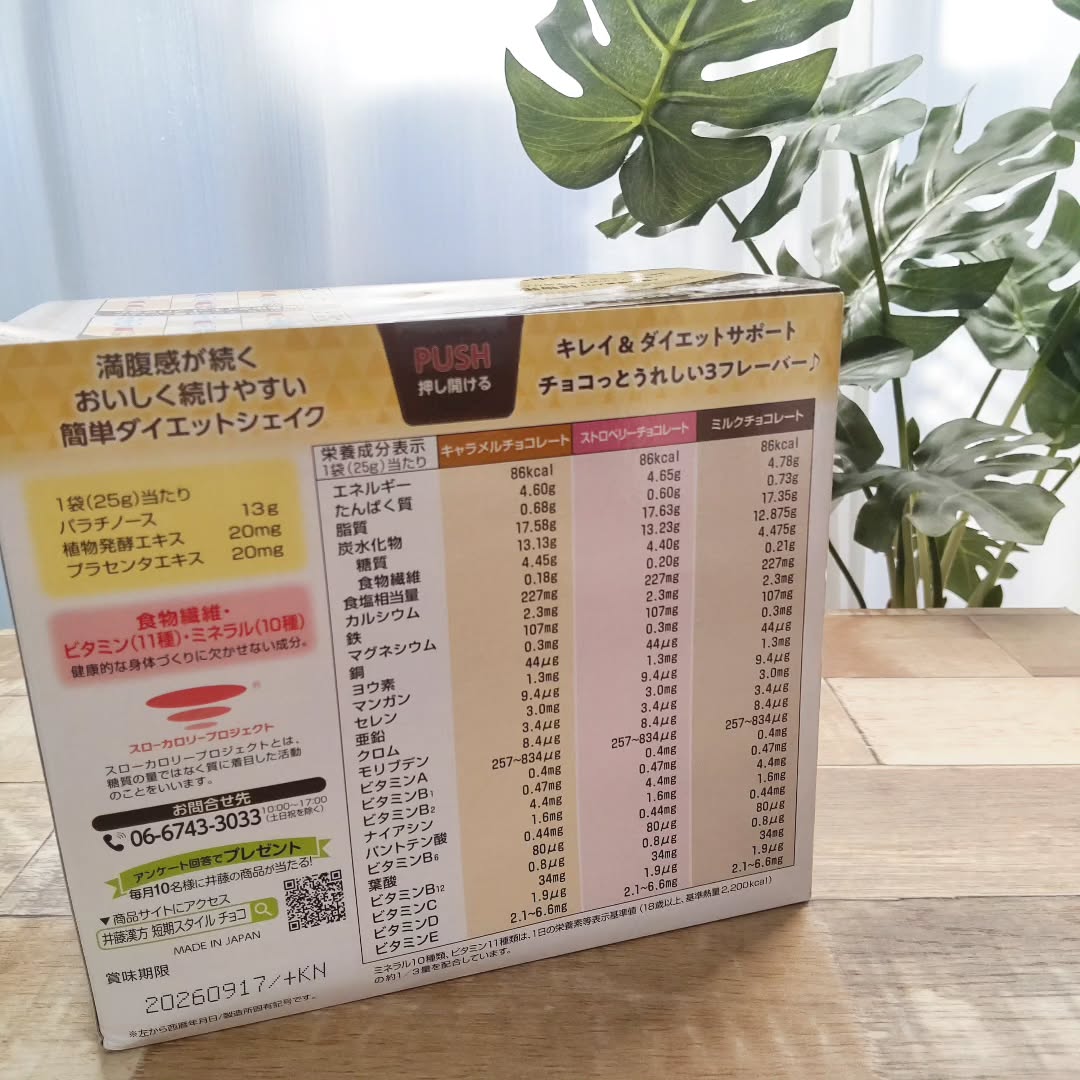 満腹感が続く
おいしく続けやすい
簡単ダイエットシェイク
PUSH
押し開ける
キレイ&ダイエットサポート
チョコっとうれしい3フレーバー♪
1袋(25g)当たり
パラチノース 13g
植物発酵エキス 20mg
プラセンタエキス 20mg
食物繊維・
ビタミン(11種)・ミネラル(10種)
健康的な身体づくりに欠かせない成分。
®
スローカロリープロジェクト
スローカロリープロジェクトとは、
糖質の量ではなく質に着目した活動
のことをいいます。
お問合せ先
06-6743-3033 10:00~17:00
(土日祝を除く)
アンケート回答でプレゼント
毎月10名様に井藤の商品が当たる!
▼商品サイトにアクセス
井藤漢方 短期スタイル チョコ
MADE IN JAPAN
賞味期限
20260917/+KN
※左から西暦年月日/製造所固有記号です。
栄養成分表示
1袋(25g)当たり キャラメルチョコレート ストロベリーチョコレート ミルクチョコレート
エネルギー 86kcal 86kcal 86kcal
たんぱく質 4.60g 4.65g 4.78g
脂質 0.68g 0.60g 0.73g
炭水化物 17.58g 17.63g 17.35g
糖質 13.13g 13.23g 12.875g
食物繊維 4.45g 4.40g 4.475g
食塩相当量 0.18g 0.20g 0.21g
カルシウム 227mg 227mg 227mg
鉄 2.3mg 2.3mg 2.3mg
マグネシウム 107mg 107mg 107mg
銅 0.3mg 0.3mg 0.3mg
ヨウ素 44μg 44μg 44μg
マンガン 1.3mg 1.3mg 1.3mg
セレン 9.4μg 9.4μg 9.4μg
亜鉛 3.0mg 3.0mg 3.0mg
クロム 3.4μg 3.4μg 3.4μg
モリブデン 8.4μg 8.4μg 8.4μg
ビタミンA 257~834μg 257~834μg 257~834μg
ビタミンB1 0.4mg 0.4mg 0.4mg
ビタミンB2 0.47mg 0.47mg 0.47mg
ナイアシン 4.4mg 4.4mg 4.4mg
パントテン酸 1.6mg 1.6mg 1.6mg
ビタミンB6 0.44mg 0.44mg 0.44mg
葉酸 80μg 80μg 80μg
ビタミンB12 0.8μg 0.8μg 0.8μg
ビタミンC 34mg 34mg 34mg
ビタミンD 1.9μg 1.9μg 1.9μg
ビタミンE 2.1~6.6mg 2.1~6.6mg 2.1~6.6mg
ミネラル10種類、ビタミン11種類は、1日の栄養素等表示基準値(18歳以上、基準熱量2,200kcal)
の約1/3量を配合しています。